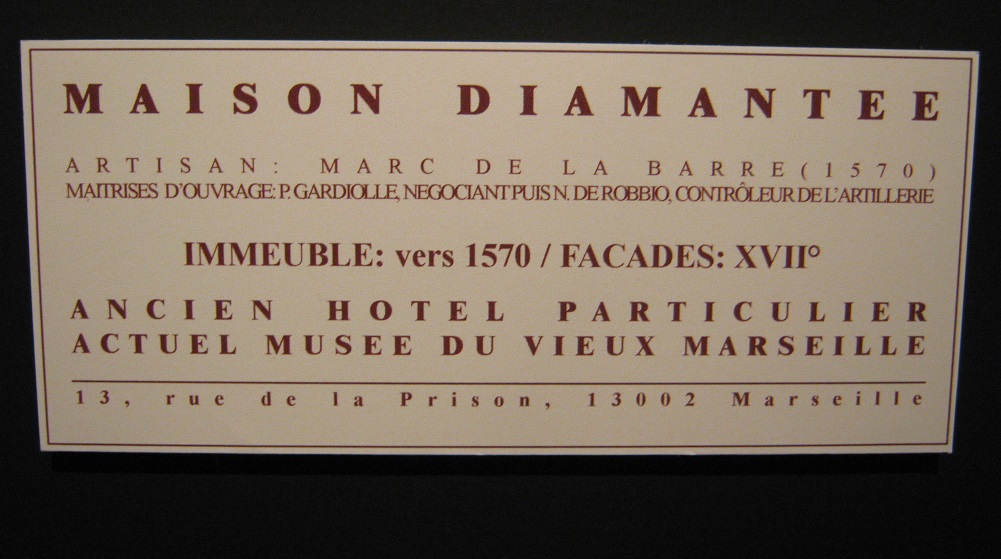 MAISON DIAMANTEE
ARTISAN: MARC DE LA BARRE(1570)
MAITRISES D'OUVRAGE: P. GARDIOLLE, NEGOCIANT PUIS N. DE ROBBIO, CONTRÔLEUR DE L'ARTILLERIE
IMMEUBLE: vers 1570 / FACADES: XVII°
ANCIEN HOTEL PARTICULIER
ACTUEL MUSEE DU VIEUX MARSEILLE
13, rue de la Prison, 13002 Marseille